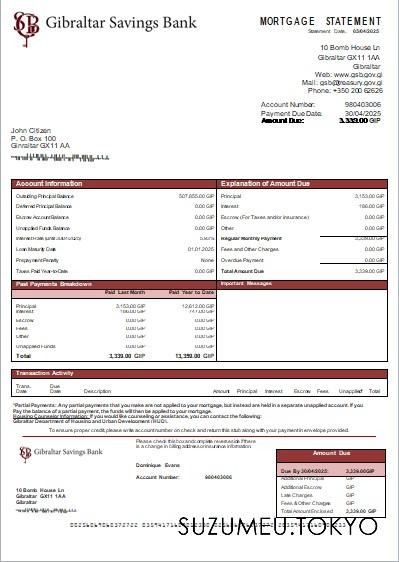 Gibraltar Savings Bank
MORTGAGE STATEMENT
Statement Date: 05/04/2025
10 Bomb House Ln
Gibraltar GX11 1AA
Gibraltar
Web: www.gsb.gov.gi
Mail: gsb@treasury.gov.gi
Phone: +350 200 62626
Account Number: 980403006
Payment Due Date: 30/04/2025
Amount Due: 3,339.00 GIP
John Citizen
P. O. Box 100
Gibraltar GX11 AA
Account Information
Outstanding Principal Balance 507,855.00 GIP
Deferred Principal Balance 0.00 GIP
Escrow Account Balance 0.00 GIP
Unapplied Funds Balance 0.00 GIP
Loan Maturity Date 01.01.2025
Prepayment Penalty None
Taxes Paid Year-to-Date 0.00 GIP
Explanation of Amount Due
Principal 3,153.00 GIP
Interest 186.00 GIP
Escrow (For Taxes and/or Insurance) 0.00 GIP
Other 0.00 GIP
Regular Monthly Payment 3,339.00 GIP
Fees and Other Charges 0.00 GIP
Overdue Payment 0.00 GIP
Total Amount Due 3,339.00 GIP
Past Payments Breakdown
Paid Last Month Paid Year to Date
Principal 3,153.00 GIP 12,612.00 GIP
Interest 186.00 GIP 747.00 GIP
Escrow 0.00 GIP 0.00 GIP
Fees 0.00 GIP 0.00 GIP
Other 0.00 GIP 0.00 GIP
Unapplied Funds 0.00 GIP 0.00 GIP
Total 3,339.00 GIP 13,359.00 GIP
Important Messages
Transaction Activity
Trans. Date Due Date Description Amount Principal Interest Escrow Fees Other Unapplied* Total
*Partial Payments: Any partial payments that you make are not applied to your mortgage, but instead are held in a separate unapplied account. If you
Pay the balance of a partial payment, the funds will then be applied to your mortgage.
Housing Counselor Information: If you would like counseling or assistance, you can contact the following:
Gibraltar Department of Housing and Urban Development (HUD).
To ensure proper credit, please write account number on check and return this stub along with your payment in envelope provided.
Gibraltar Savings Bank
Please check this box and complete reverse side if there
is a change in billing address or insurance information
Dominique Evans
Account Number: 980403006
10 Bomb House Ln
Gibraltar GX11 1AA
Gibraltar
Amount Due
Due By 30/04/2025: 3,339.00GIP
Additional Principal GIP
Additional Escrow GIP
Late Charges GIP
Other Fees and Charges GIP
Total Amount Enclosed 3,339.00 GIP
SUZUMEU.TOKYO